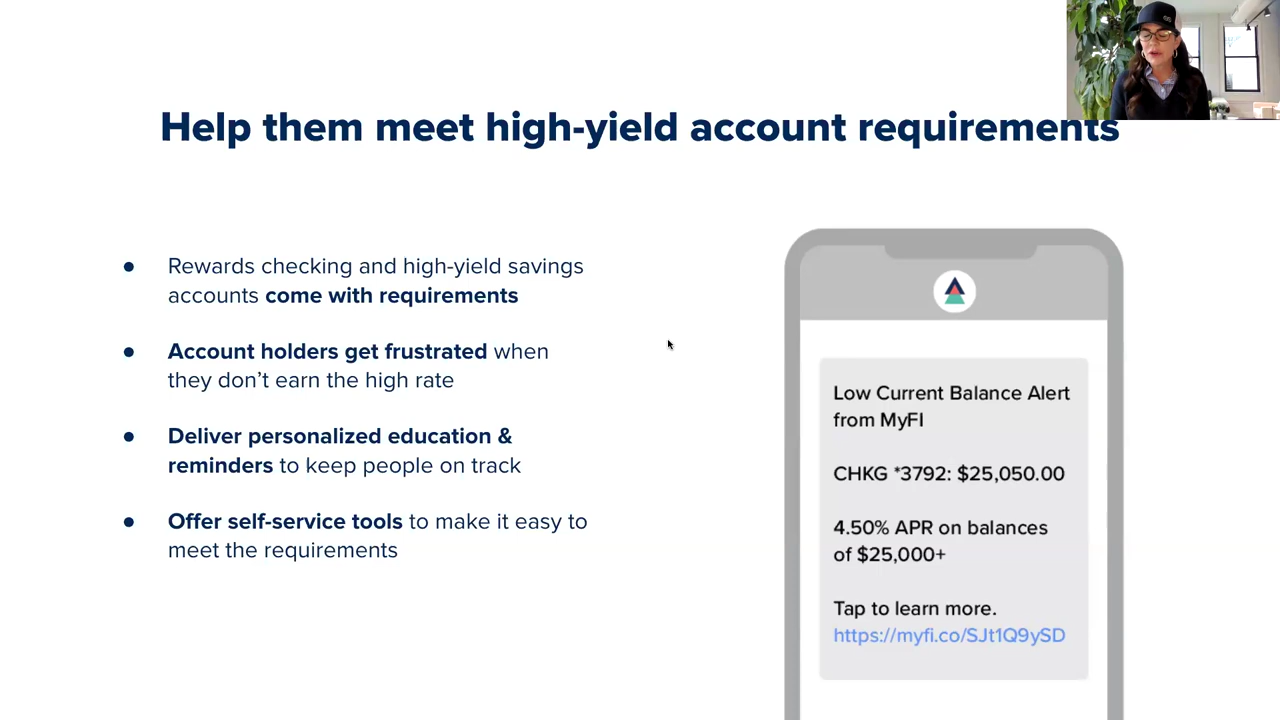 Help them meet high-yield account requirements
● Rewards checking and high-yield savings
accounts come with requirements
● Account holders get frustrated when
they don’t earn the high rate
● Deliver personalized education &
reminders to keep people on track
● Offer self-service tools to make it easy to
meet the requirements
Low Current Balance Alert
from MyFI
CHKG *3792: $25,050.00
4.50% APR on balances
of $25,000+
Tap to learn more.
https://myfi.co/SJt1Q9ySD